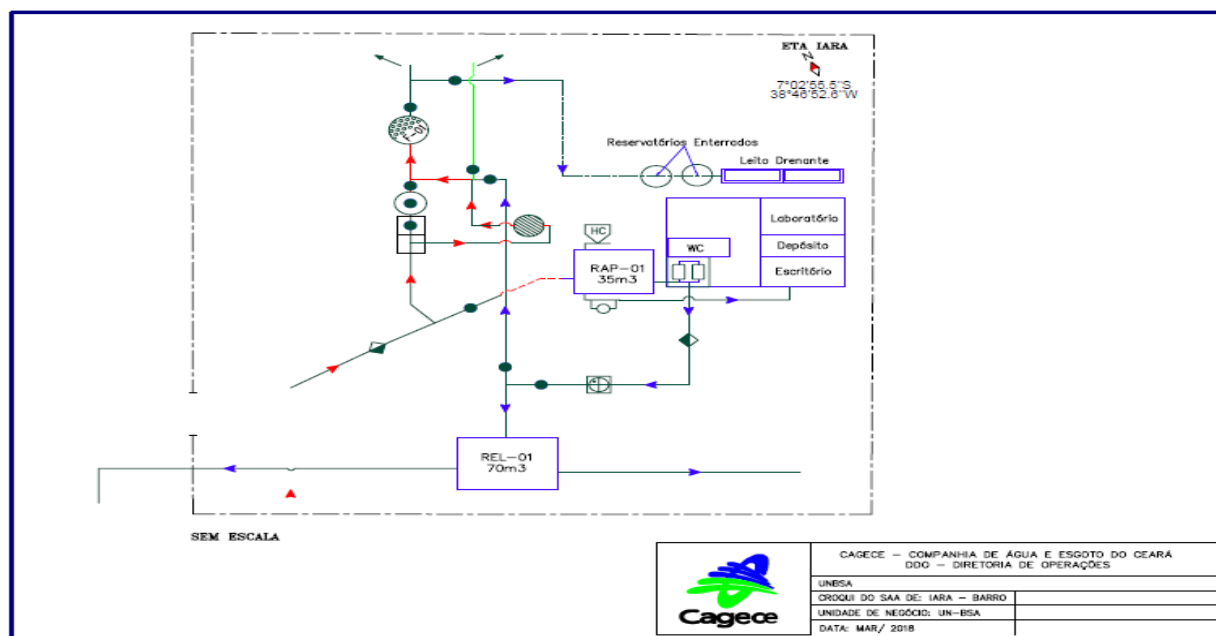 ETA IARA
N
7°02'55.5"S
38°46'52.6"W
F-01
Reservatórios Enterrados
Leito Drenante
HC
RAP-01
35m3
WC
Laboratório
Depósito
Escritório
REL-01
70m3
SEM ESCALA
Cagece
CAGECE - COMPANHIA DE ÁGUA E ESGOTO DO CEARÁ
DDO - DIRETORIA DE OPERAÇÕES
UNBSA
CROQUI DO SAA DE: IARA - BARRO
UNIDADE DE NEGÓCIO: UN-BSA
DATA: MAR/ 2018